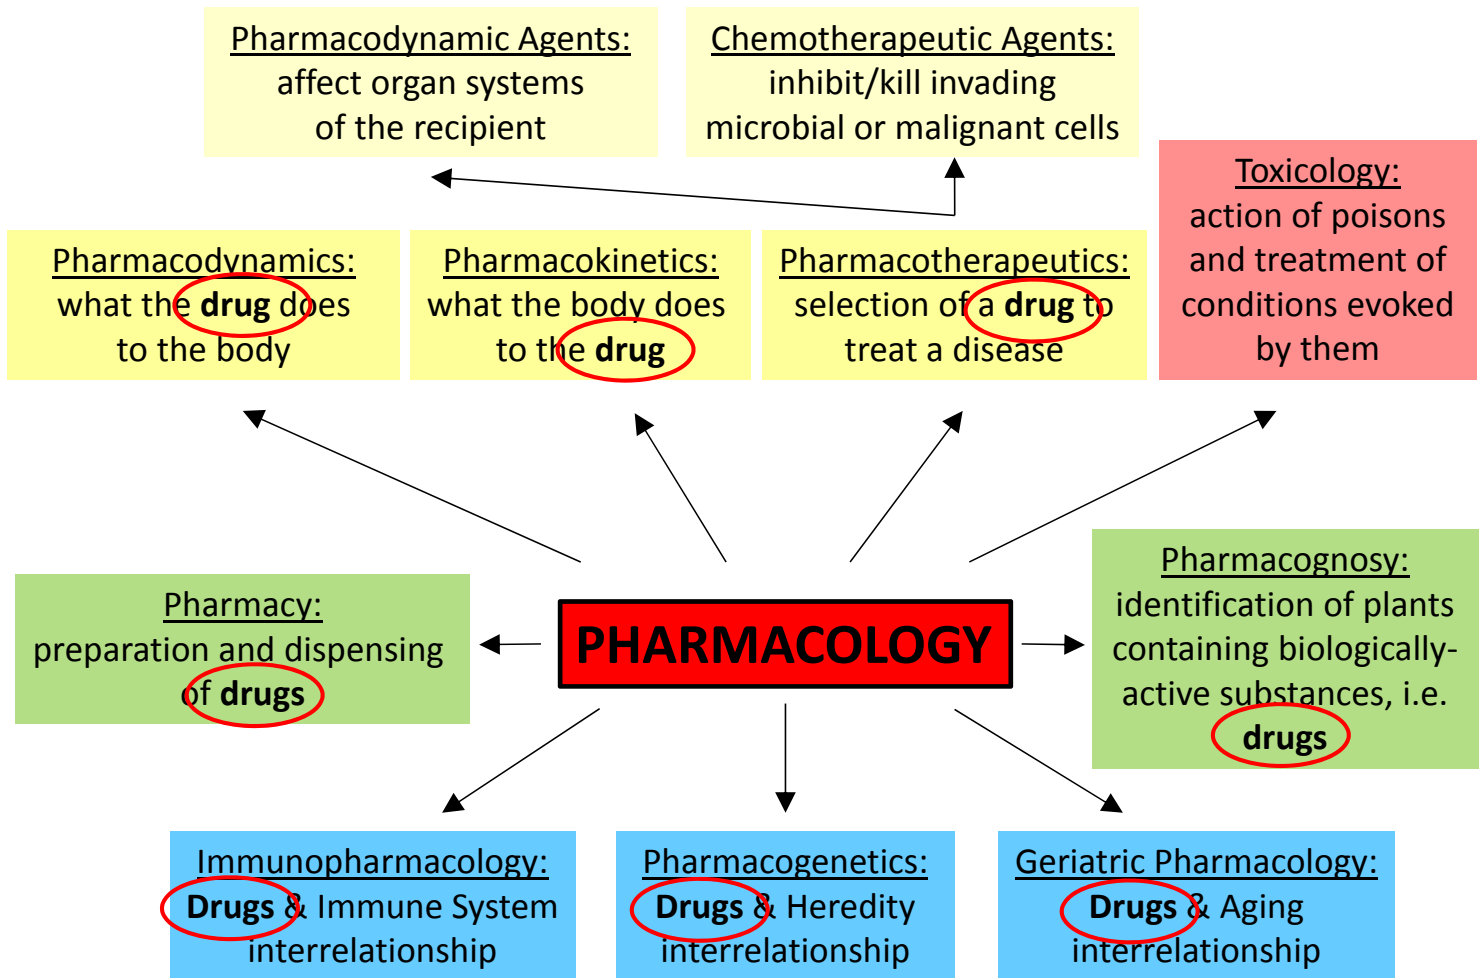 Pharmacodynamic Agents:
affect organ systems
of the recipient
Chemotherapeutic Agents:
inhibit/kill invading
microbial or malignant cells
Toxicology:
action of poisons
and treatment of
conditions evoked
by them
Pharmacodynamics:
what the drug does
to the body
Pharmacokinetics:
what the body does
to the drug
Pharmacotherapeutics:
selection of a drug to
treat a disease
Pharmacy:
preparation and dispensing
of drugs
PHARMACOLOGY
Pharmacognosy:
identification of plants
containing biologically-
active substances, i.e.
drugs
Immunopharmacology:
Drugs & Immune System
interrelationship
Pharmacogenetics:
Drugs & Heredity
interrelationship
Geriatric Pharmacology:
Drugs & Aging
interrelationship